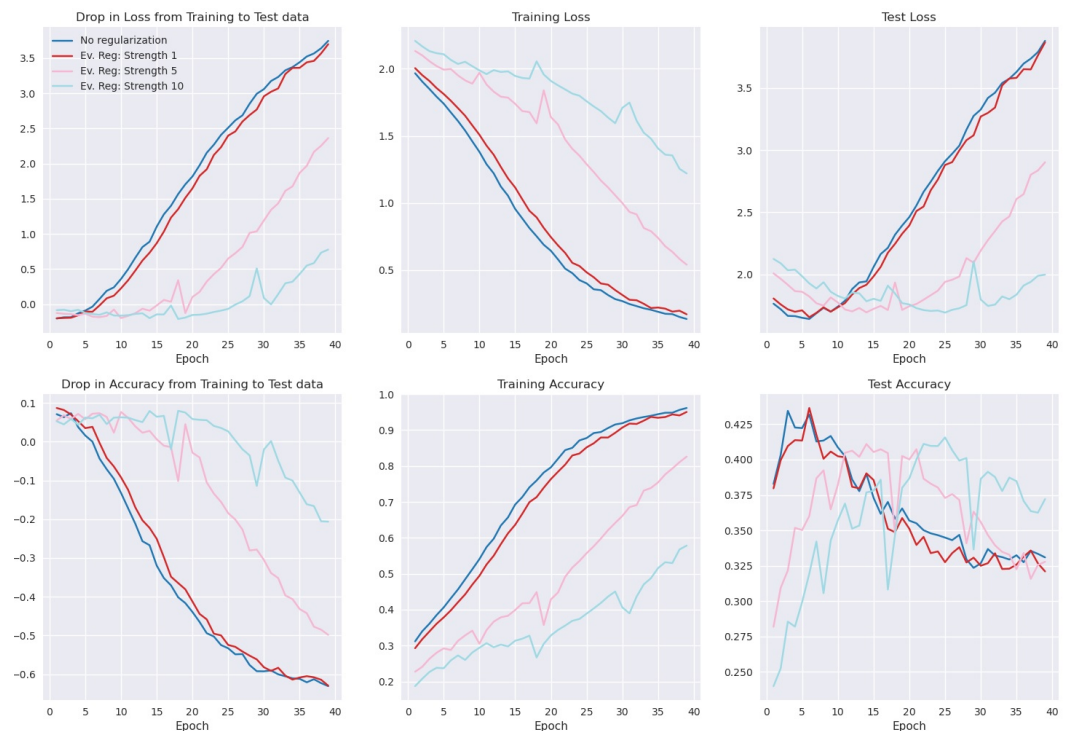 Drop in Loss from Training to Test data
No regularization
Ev. Reg: Strength 1
Ev. Reg: Strength 5
Ev. Reg: Strength 10
3.5
3.0
2.5
2.0
1.5
1.0
0.5
0.0
0 5 10 15 20 25 30 35 40
Epoch
Training Loss
2.0
1.5
1.0
0.5
0 5 10 15 20 25 30 35 40
Epoch
Test Loss
3.5
3.0
2.5
2.0
0 5 10 15 20 25 30 35 40
Epoch
Drop in Accuracy from Training to Test data
0.1
0.0
−0.1
−0.2
−0.3
−0.4
−0.5
−0.6
0 5 10 15 20 25 30 35 40
Epoch
Training Accuracy
1.0
0.9
0.8
0.7
0.6
0.5
0.4
0.3
0.2
0 5 10 15 20 25 30 35 40
Epoch
Test Accuracy
0.425
0.400
0.375
0.350
0.325
0.300
0.275
0.250
0 5 10 15 20 25 30 35 40
Epoch